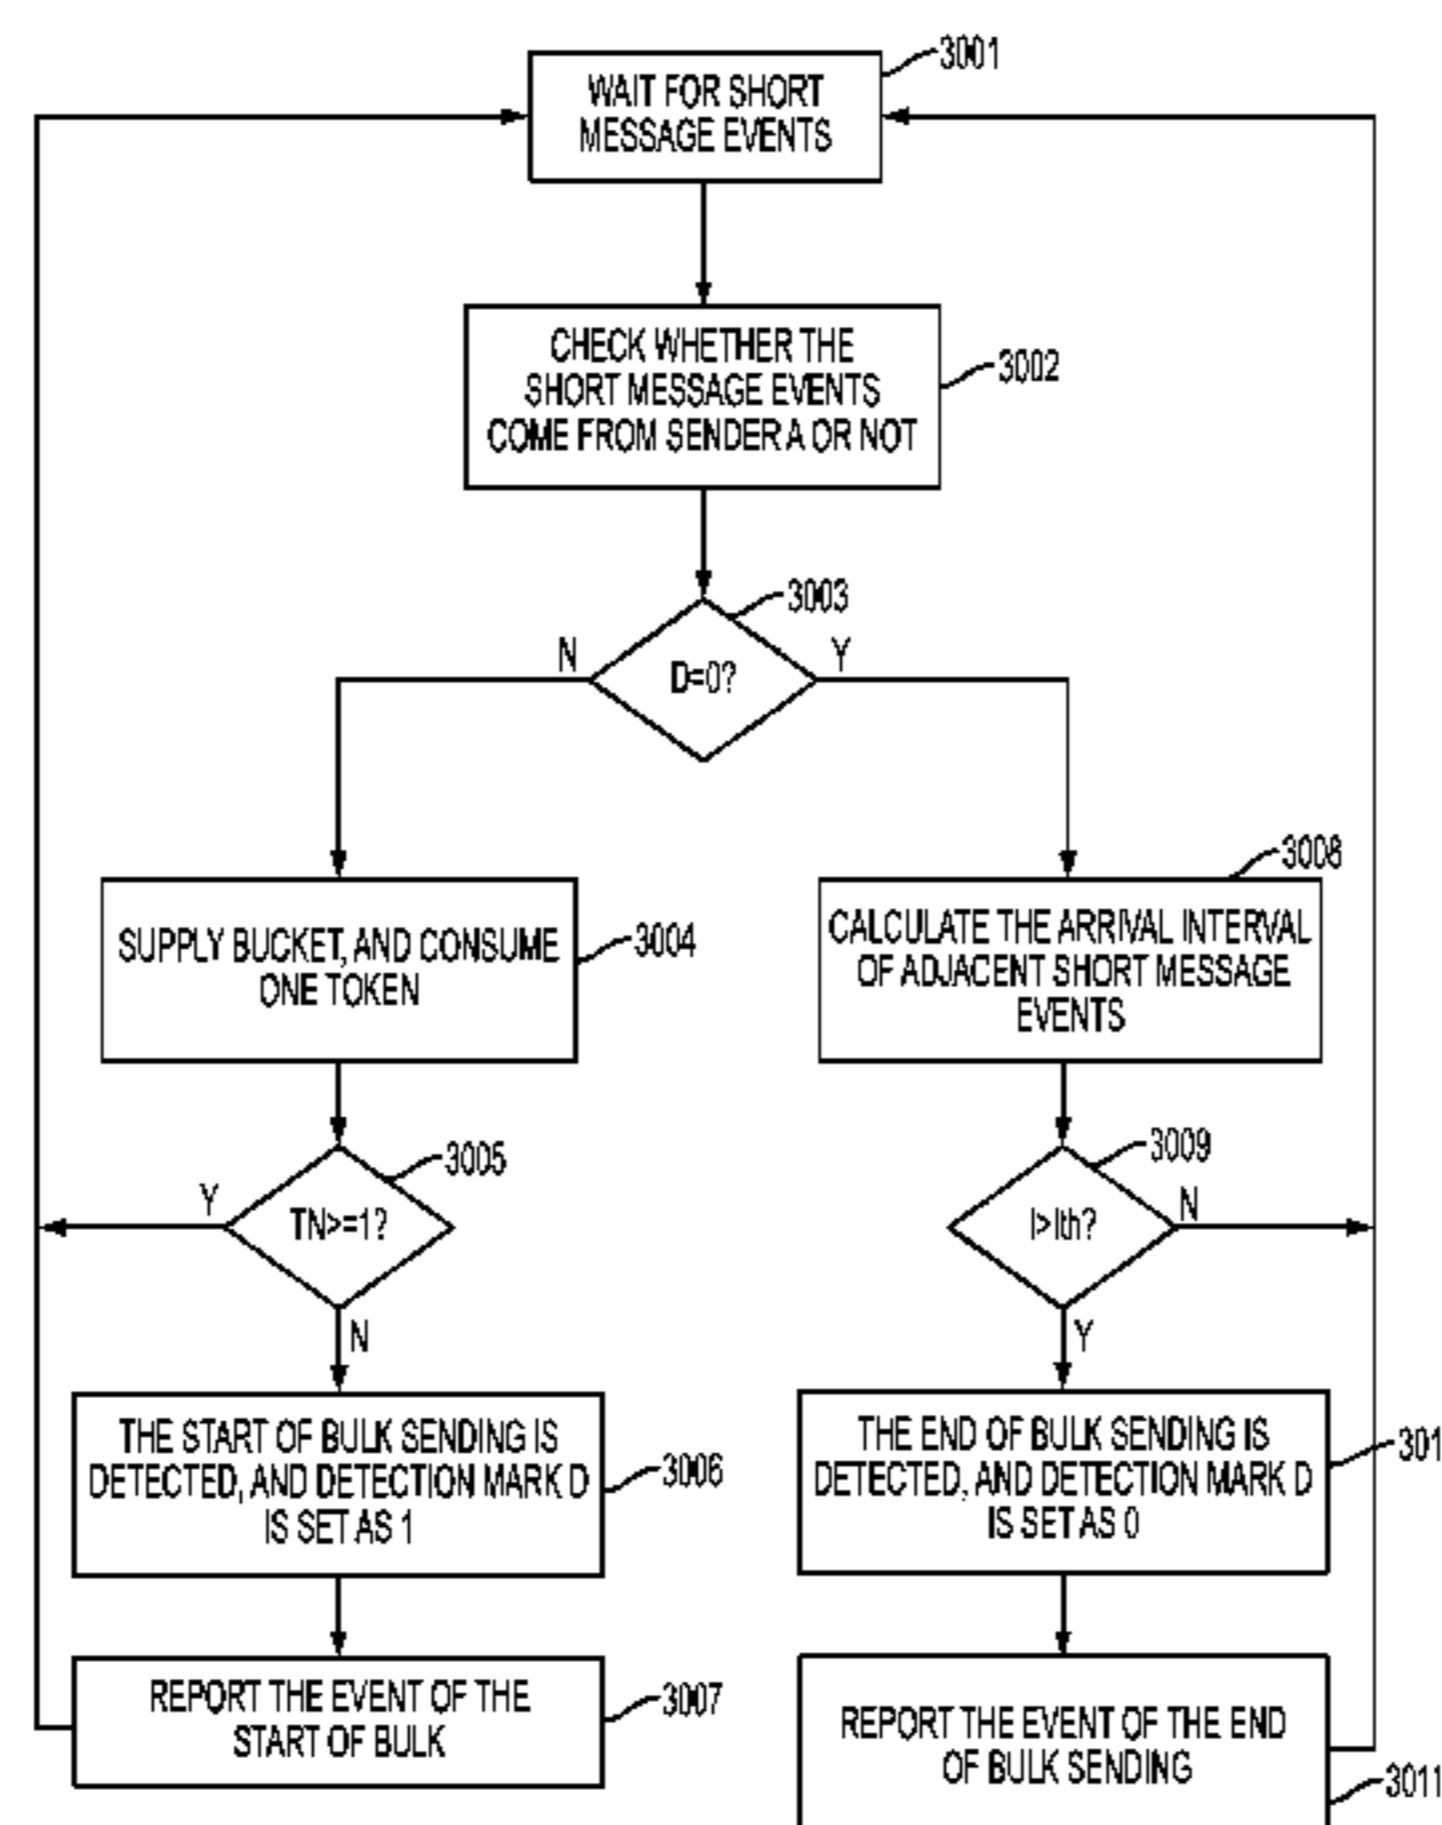 3001
WAIT FOR SHORT
MESSAGE EVENTS
CHECK WHETHER THE
SHORT MESSAGE EVENTS
COME FROM SENDER A OR NOT
3002
3003
N
D=0?
Y
3008
SUPPLY BUCKET, AND CONSUME
ONE TOKEN
3004
CALCULATE THE ARRIVAL INTERVAL
OF ADJACENT SHORT MESSAGE
EVENTS
3005
Y
TN>=1?
N
3009
I>Ith?
N
Y
THE START OF BULK SENDING IS
DETECTED, AND DETECTION MARK D
IS SET AS 1
3006
THE END OF BULK SENDING IS
DETECTED, AND DETECTION MARK D
IS SET AS 0
301
REPORT THE EVENT OF THE
START OF BULK
3007
REPORT THE EVENT OF THE END
OF BULK SENDING
3011